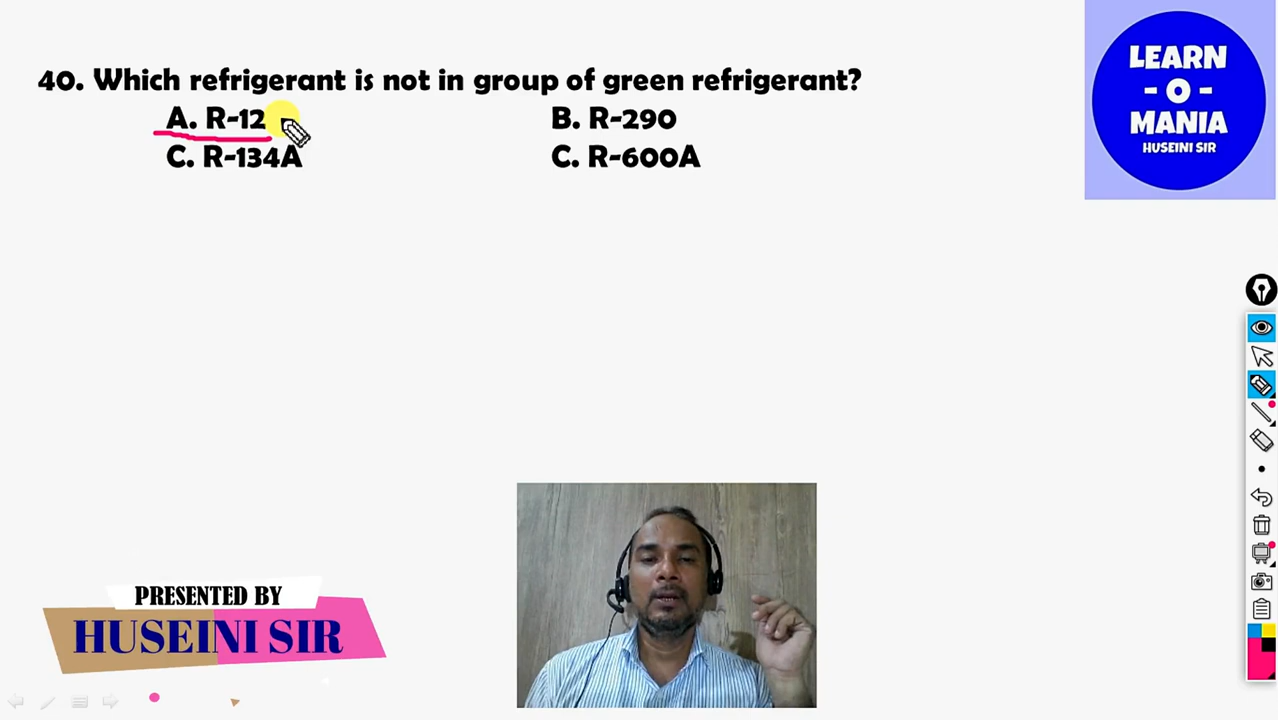 40. Which refrigerant is not in group of green refrigerant?
A. R-12 B. R-290
C. R-134A C. R-600A
LEARN
- O -
MANIA
HUSEINI SIR
PRESENTED BY
HUSEINI SIR